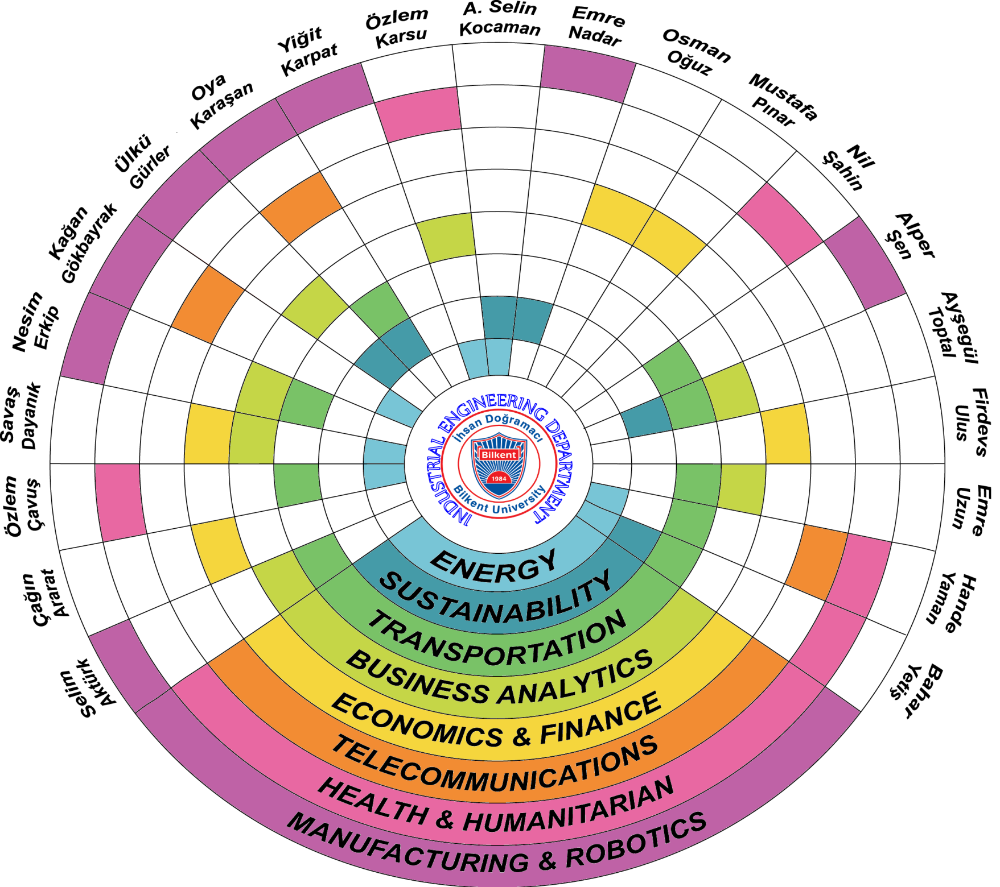 Selim
Aktürk
Çağın
Ararat
Özlem
Çavuş
Savaş
Dayanık
Nesim
Erkip
Kağan
Gökbayrak
Ülkü
Gürler
Oya
Karaşan
Yiğit
Karpat
Özlem
Karsu
A. Selin
Kocaman
Emre
Nadar
Osman
Oğuz
Mustafa
Pınar
Nil
Şahin
Alper
Şen
Ayşegül
Toptal
Firdevs
Ulus
Emre
Uzun
Hande
Yaman
Bahar
Yetiş
INDUSTRIAL ENGINEERING DEPARTMENT
İhsan Doğramacı
Bilkent
1984
Bilkent University
ENERGY
SUSTAINABILITY
TRANSPORTATION
BUSINESS ANALYTICS
ECONOMICS & FINANCE
TELECOMMUNICATIONS
HEALTH & HUMANITARIAN
MANUFACTURING & ROBOTICS